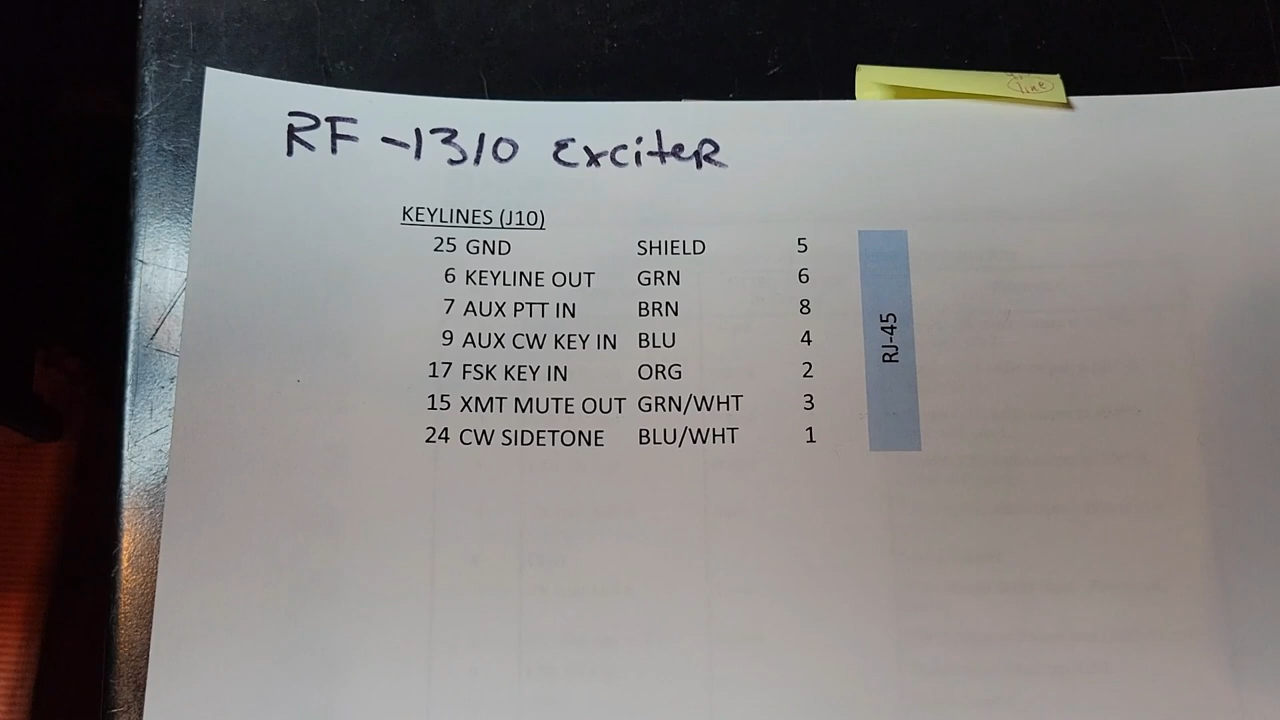 line
RF-1310 Exciter
KEYLINES (J10)
25 GND SHIELD 5
6 KEYLINE OUT GRN 6
7 AUX PTT IN BRN 8
9 AUX CW KEY IN BLU 4
17 FSK KEY IN ORG 2
15 XMT MUTE OUT GRN/WHT 3
24 CW SIDETONE BLU/WHT 1
RJ-45